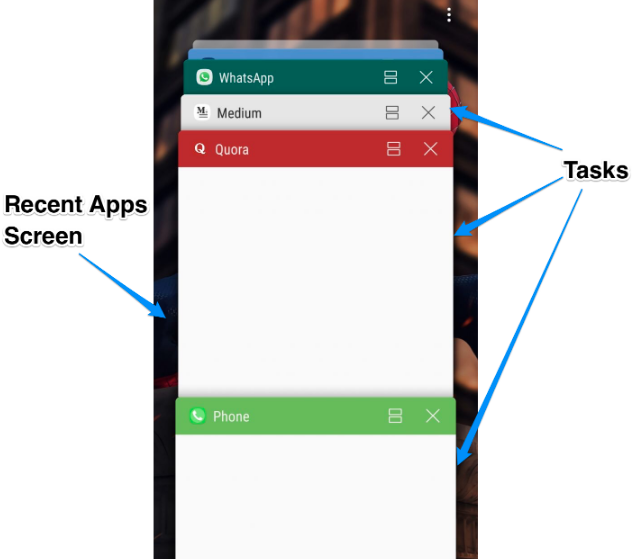 WhatsApp
Medium
Q Quora
Tasks
Recent Apps
Screen
Phone